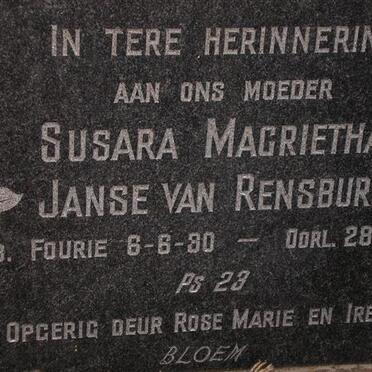 IN TERE HERINNERIN
AAN ONS MOEDER
SUSARA MAGRIETHA
JANSE VAN RENSBUR
B. FOURIE 6-6-30 — OORL. 28
PS 23
OPGERIG DEUR ROSE MARIE EN IRE
BLOEM